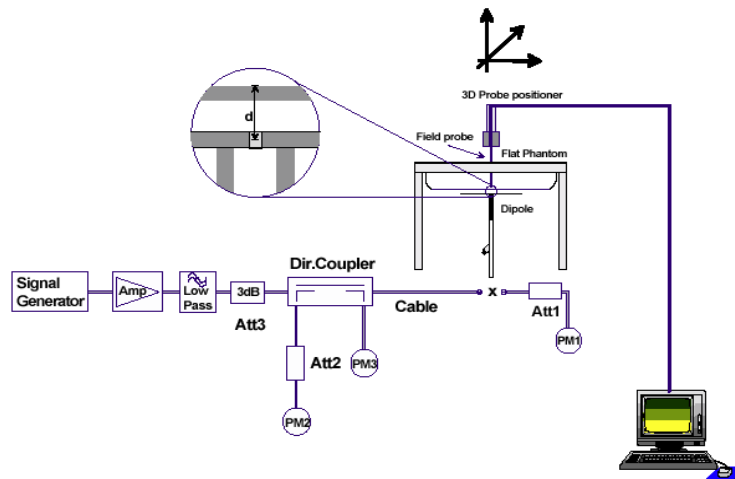 3D Probe positioner
d
Field probe
Flat Phantom
Dipole
Dir.Coupler
Signal
Generator
Amp
Low
Pass
3dB
Att3
Cable
x
Att1
PM1
Att2
PM3
PM2